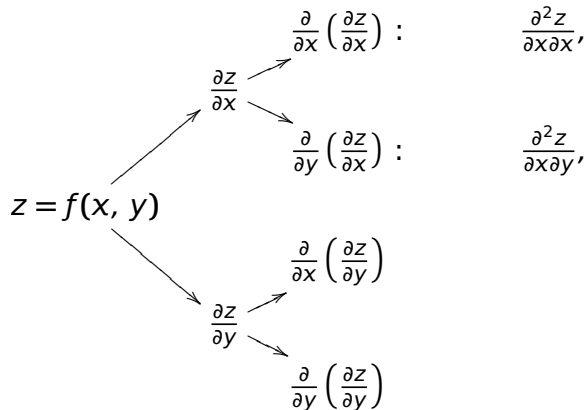 ∂/∂x (∂z/∂x) : ∂²z/∂x∂x,
∂z/∂x
∂/∂y (∂z/∂x) : ∂²z/∂x∂y,
z = f(x, y)
∂/∂x (∂z/∂y)
∂z/∂y
∂/∂y (∂z/∂y)